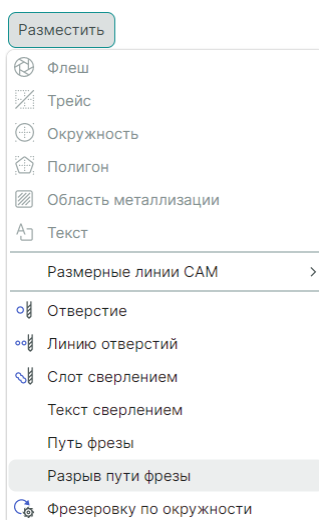 Разместить
Флеш
Трейс
Окружность
Полигон
Область металлизации
Текст
Размерные линии CAM
Отверстие
Линию отверстий
Слот сверлением
Текст сверлением
Путь фрезы
Разрыв пути фрезы
Фрезеровку по окружности